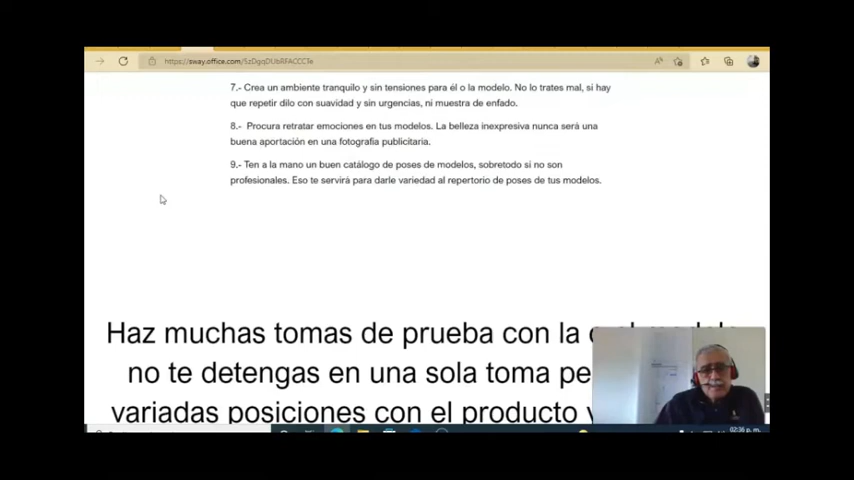 https://sway.office.com/5zDgqDUbRFACCCTe
7.- Crea un ambiente tranquilo y sin tensiones para él o la modelo. No lo trates mal, si hay
que repetir dilo con suavidad y sin urgencias, ni muestra de enfado.
8.- Procura retratar emociones en tus modelos. La belleza inexpresiva nunca será una
buena aportación en una fotografia publicitaria.
9.- Ten a la mano un buen catálogo de poses de modelos, sobretodo si no son
profesionales. Eso te servirá para darle variedad al repertorio de poses de tus modelos.
Haz muchas tomas de prueba con la
no te detengas en una sola toma
variadas posiciones con el producto
02:36 p. m.